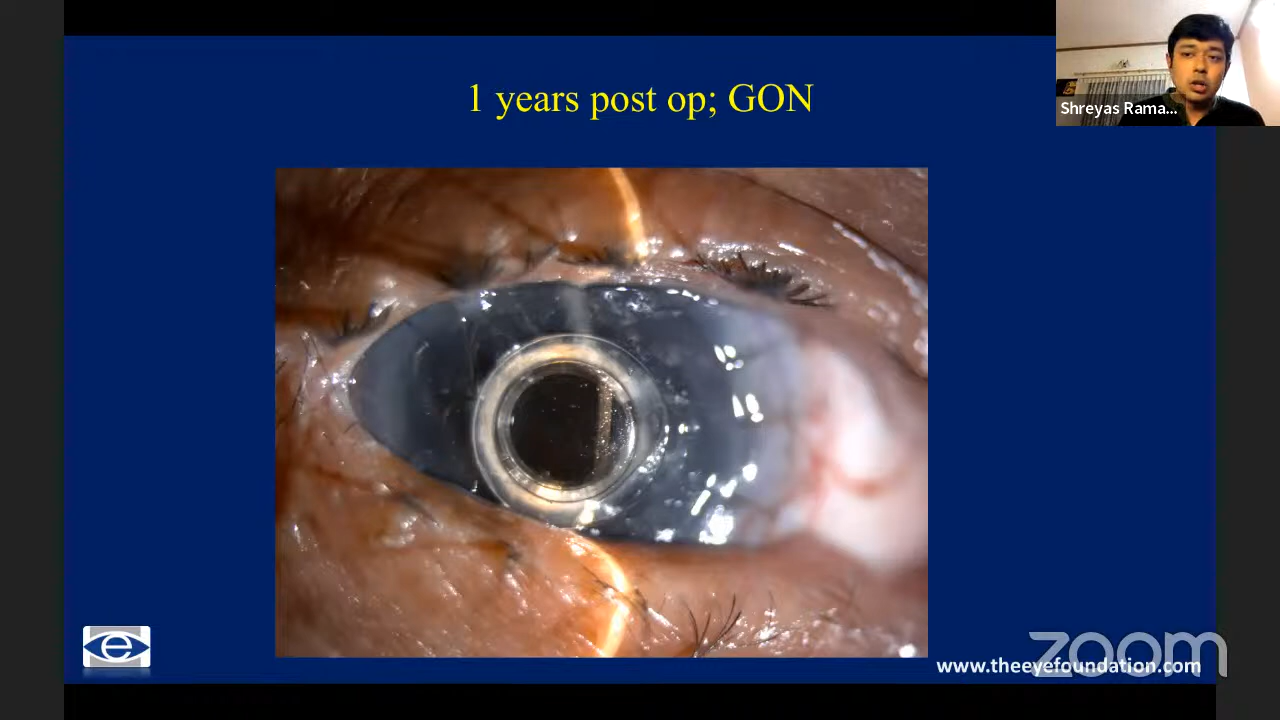 1 years post op; GON
Shreyas Rama...
e
zoom
www.theeyefoundation.com